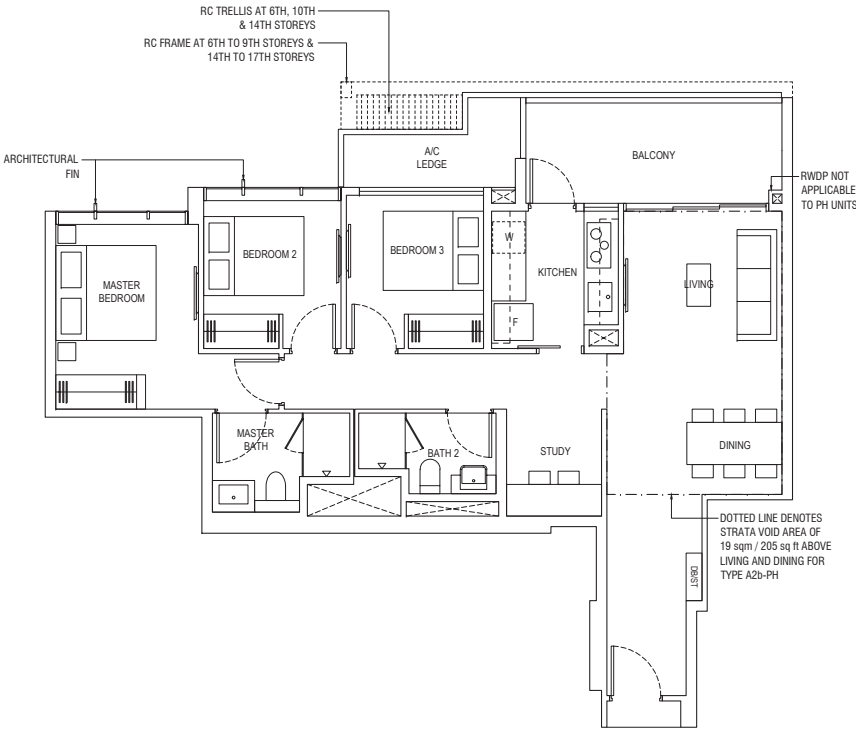 RC TRELLIS AT 6TH, 10TH
& 14TH STOREYS
RC FRAME AT 6TH TO 9TH STOREYS &
14TH TO 17TH STOREYS
ARCHITECTURAL
FIN
A/C
LEDGE
BALCONY
RWDP NOT
APPLICABLE
TO PH UNITS
MASTER
BEDROOM
BEDROOM 2
BEDROOM 3
W
KITCHEN
F
LIVING
MASTER
BATH
BATH 2
STUDY
DINING
DOTTED LINE DENOTES
STRATA VOID AREA OF
19 sqm / 205 sq ft ABOVE
LIVING AND DINING FOR
TYPE A2b-PH
DB/ST